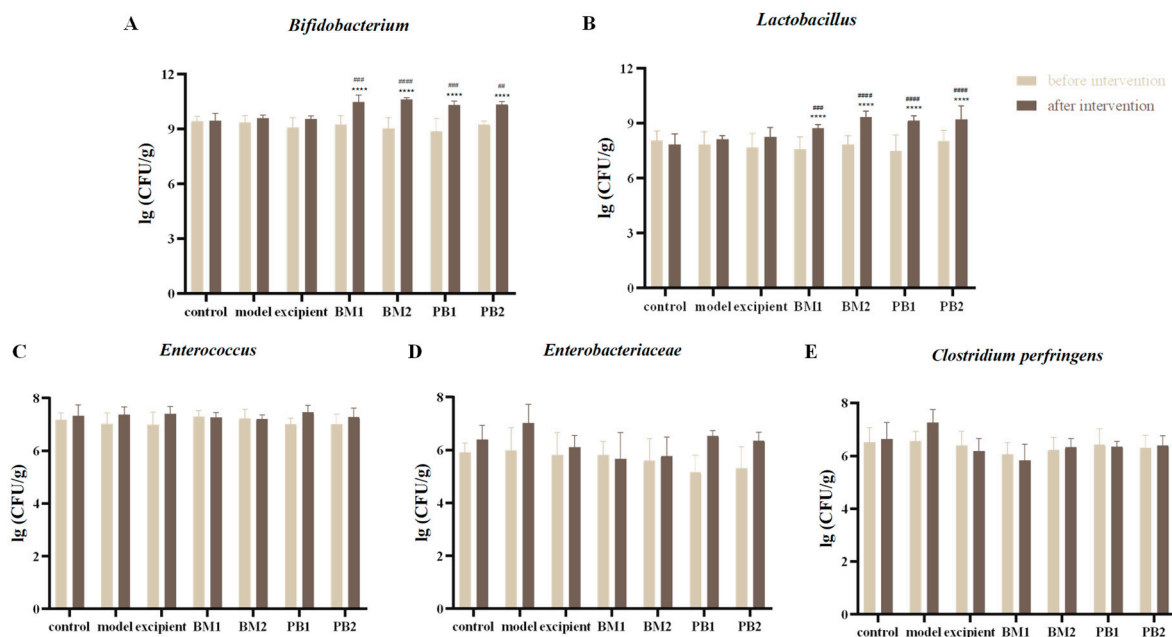 A
Bifidobacterium
lg (CFU/g)
12
9
6
3
0
### ****
#### ****
### ****
## ****
control model excipient BM1 BM2 PB1 PB2
B
Lactobacillus
lg (CFU/g)
12
9
6
3
0
### ****
#### ****
#### ****
#### ****
control model excipient BM1 BM2 PB1 PB2
before intervention
after intervention
C
Enterococcus
lg (CFU/g)
8
6
4
2
0
control model excipient BM1 BM2 PB1 PB2
D
Enterobacteriaceae
lg (CFU/g)
8
6
4
2
0
control model excipient BM1 BM2 PB1 PB2
E
Clostridium perfringens
lg (CFU/g)
8
6
4
2
0
control model excipient BM1 BM2 PB1 PB2